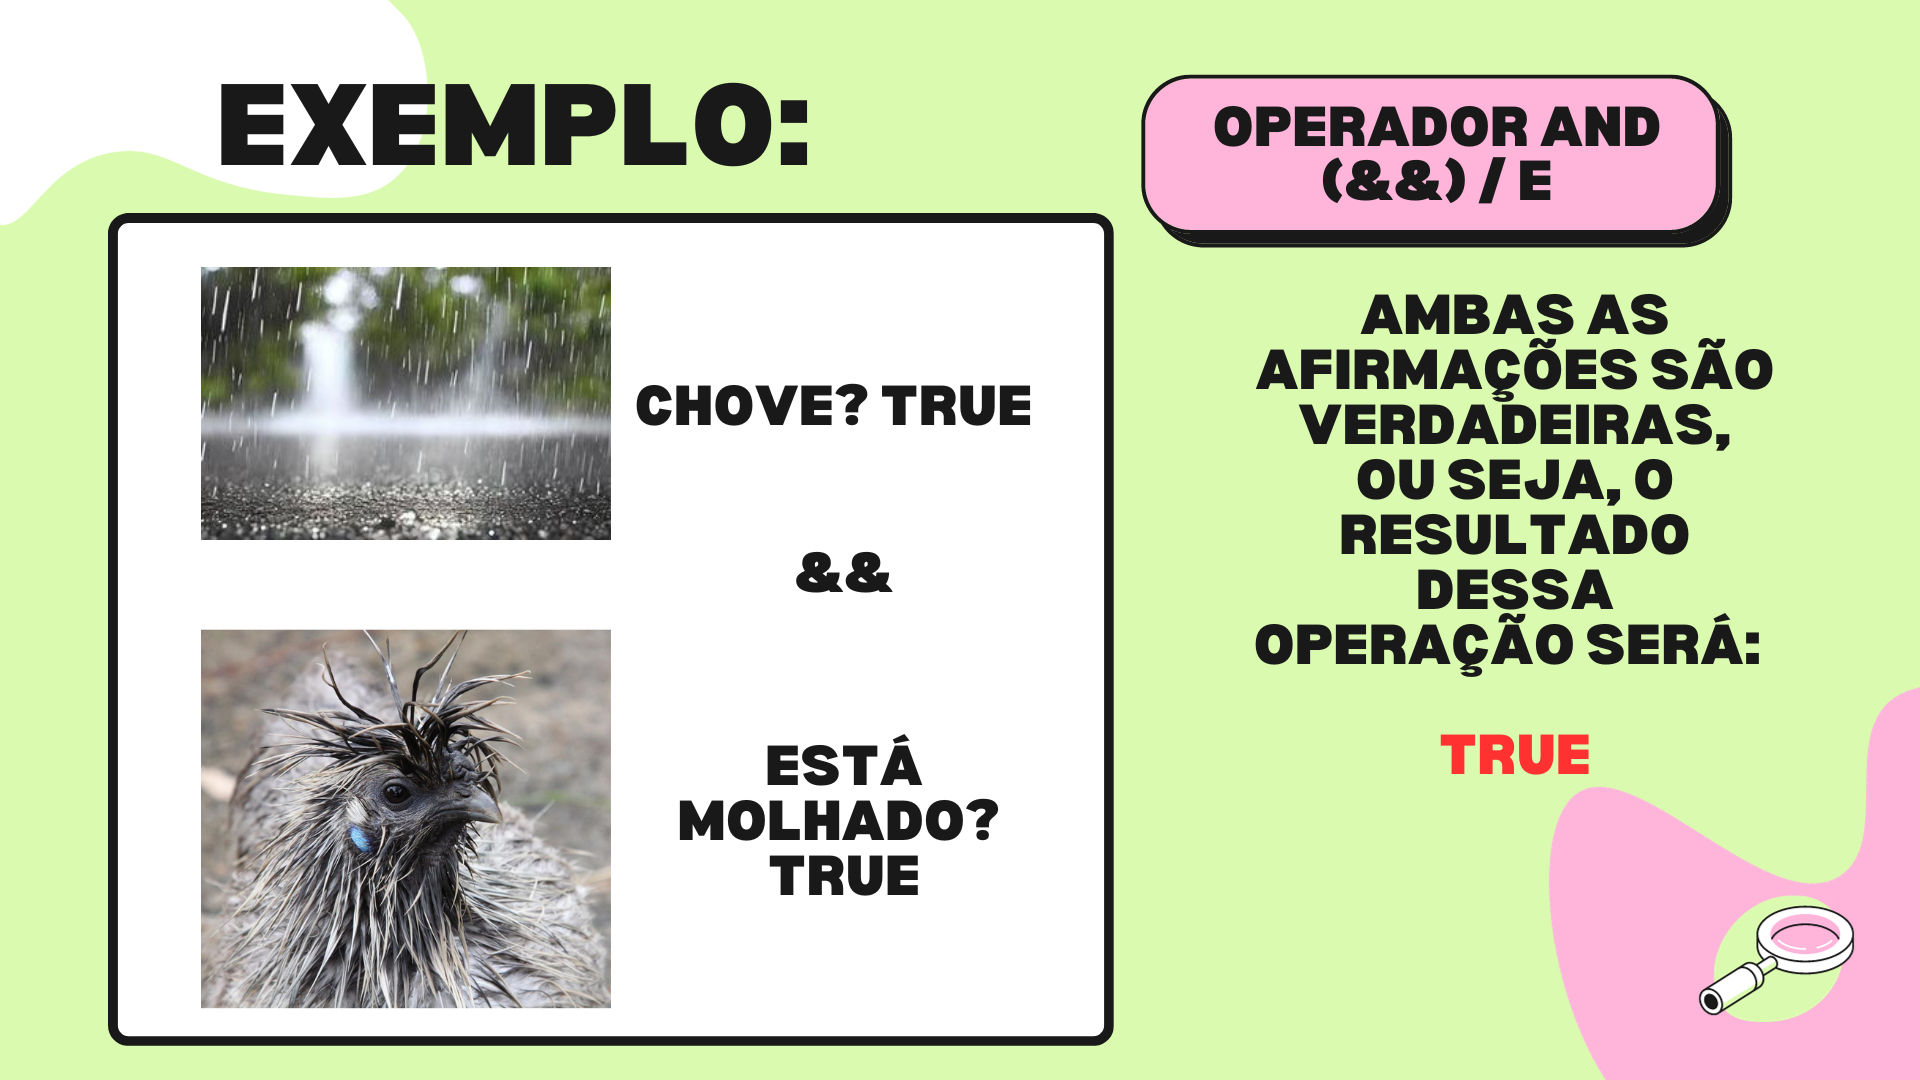 EXEMPLO:
OPERADOR AND
(&&) / E
CHOVE? TRUE
&&
ESTÁ
MOLHADO?
TRUE
AMBAS AS
AFIRMAÇÕES SÃO
VERDADEIRAS,
OU SEJA, O
RESULTADO
DESSA
OPERAÇÃO SERÁ:
TRUE